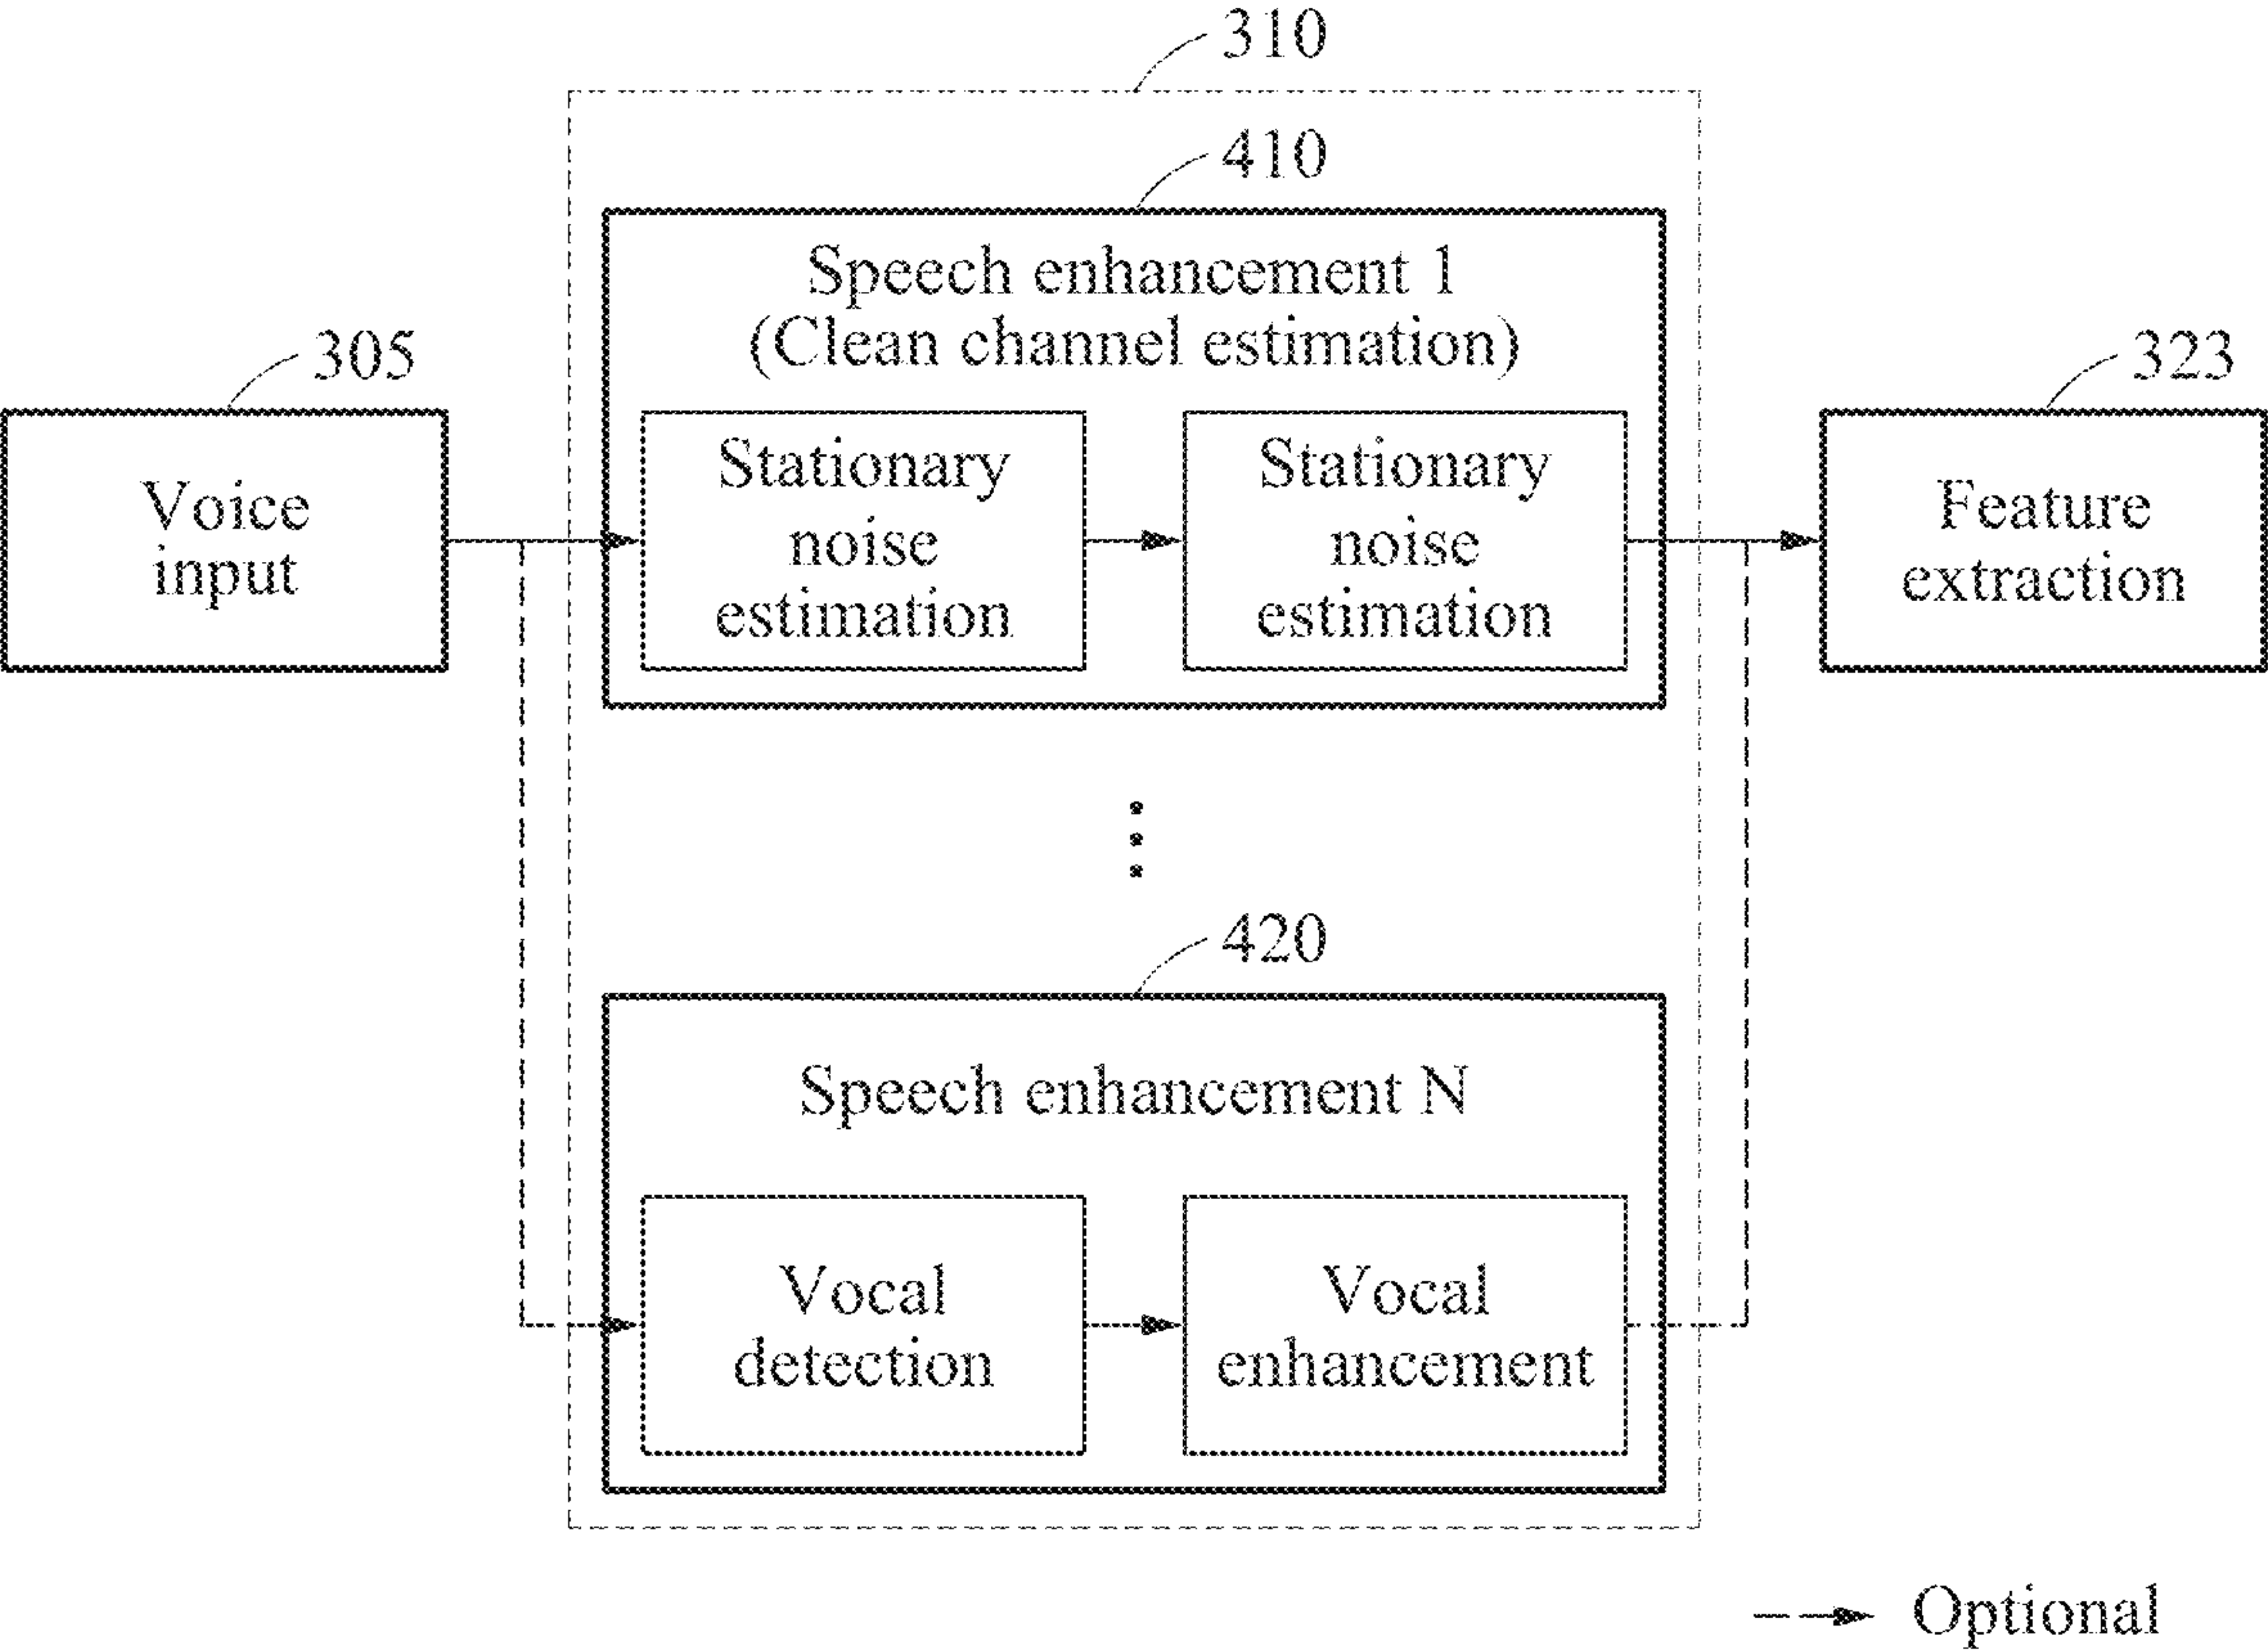 310
410
Speech enhancement 1
(Clean channel estimation)
305
323
Voice
input
Stationary
noise
estimation
Stationary
noise
estimation
Feature
extraction
420
Speech enhancement N
Vocal
detection
Vocal
enhancement
Optional